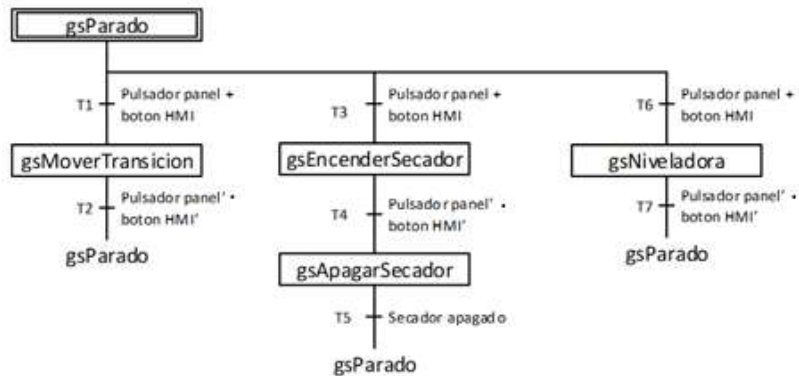 gsParado
T1
Pulsador panel +
boton HMI
T3
Pulsador panel +
boton HMI
T6
Pulsador panel +
boton HMI
gsMoverTransicion
gsEncenderSecador
gsNiveladora
T2
Pulsador panel' •
boton HMI'
T4
Pulsador panel' •
boton HMI'
T7
Pulsador panel' •
boton HMI'
gsParado
gsApagarSecador
gsParado
T5
Secador apagado
gsParado